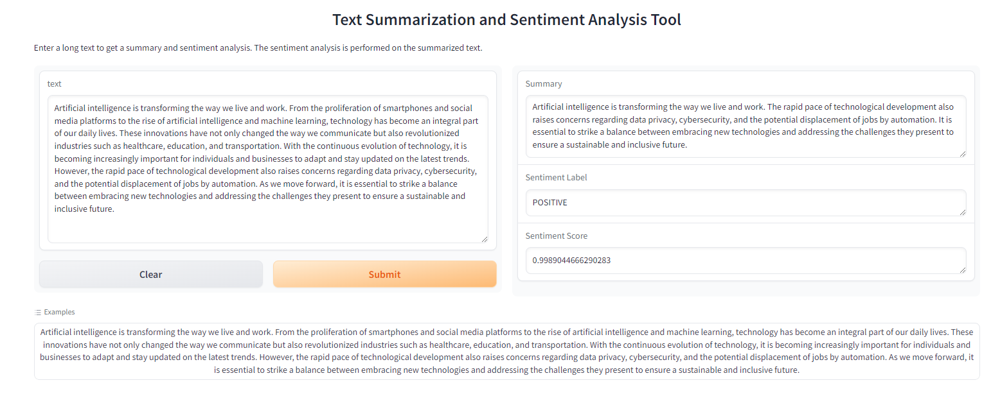 Text Summarization and Sentiment Analysis Tool
Enter a long text to get a summary and sentiment analysis. The sentiment analysis is performed on the summarized text.
text
Artificial intelligence is transforming the way we live and work. From the proliferation of smartphones and social
media platforms to the rise of artificial intelligence and machine learning, technology has become an integral part
of our daily lives. These innovations have not only changed the way we communicate but also revolutionized
industries such as healthcare, education, and transportation. With the continuous evolution of technology, it is
becoming increasingly important for individuals and businesses to adapt and stay updated on the latest trends.
However, the rapid pace of technological development also raises concerns regarding data privacy, cybersecurity,
and the potential displacement of jobs by automation. As we move forward, it is essential to strike a balance
between embracing new technologies and addressing the challenges they present to ensure a sustainable and
inclusive future.
Clear
Submit
Summary
Artificial intelligence is transforming the way we live and work. The rapid pace of technological development also
raises concerns regarding data privacy, cybersecurity, and the potential displacement of jobs by automation. It is
essential to strike a balance between embracing new technologies and addressing the challenges they present to
ensure a sustainable and inclusive future.
Sentiment Label
POSITIVE
Sentiment Score
0.9989044666290283
Examples
Artificial intelligence is transforming the way we live and work. From the proliferation of smartphones and social media platforms to the rise of artificial intelligence and machine learning, technology has become an integral part of our daily lives. These
innovations have not only changed the way we communicate but also revolutionized industries such as healthcare, education, and transportation. With the continuous evolution of technology, it is becoming increasingly important for individuals and
businesses to adapt and stay updated on the latest trends. However, the rapid pace of technological development also raises concerns regarding data privacy, cybersecurity, and the potential displacement of jobs by automation. As we move forward, it
is essential to strike a balance between embracing new technologies and addressing the challenges they present to ensure a sustainable and inclusive future.